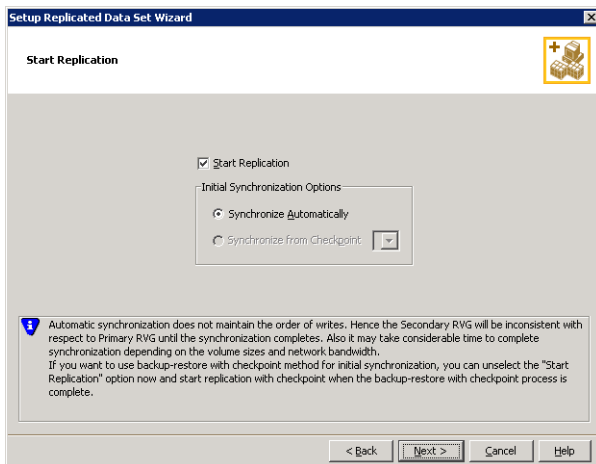 Setup Replicated Data Set Wizard
Start Replication
Start Replication
Initial Synchronization Options
Synchronize Automatically
Synchronize from Checkpoint
Automatic synchronization does not maintain the order of writes. Hence the Secondary RVG will be inconsistent with
respect to Primary RVG until the synchronization completes. Also it may take considerable time to complete
synchronization depending on the volume sizes and network bandwidth.
If you want to use backup-restore with checkpoint method for initial synchronization, you can unselect the "Start
Replication" option now and start replication with checkpoint when the backup-restore with checkpoint process is
complete.
< Back Next > Cancel Help